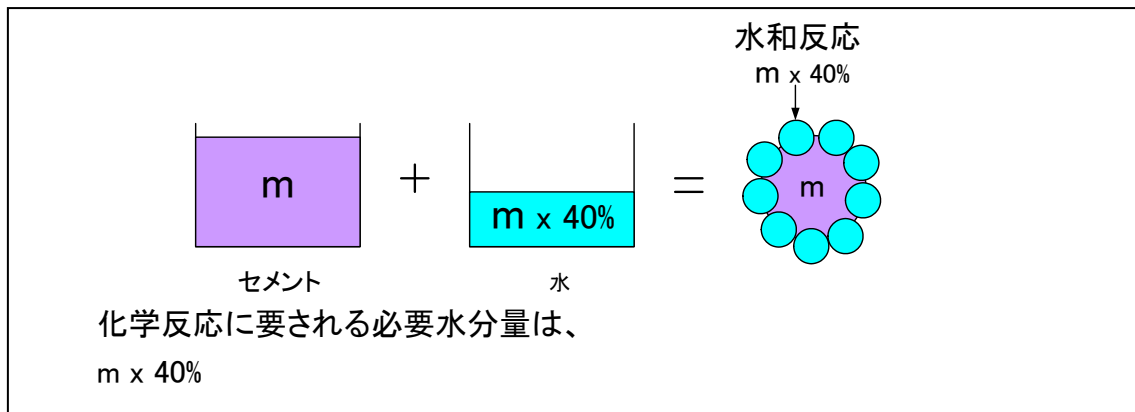 水和反応
m x 40%
m
+
m x 40%
=
m
セメント
水
化学反応に要される必要水分量は、
m x 40%